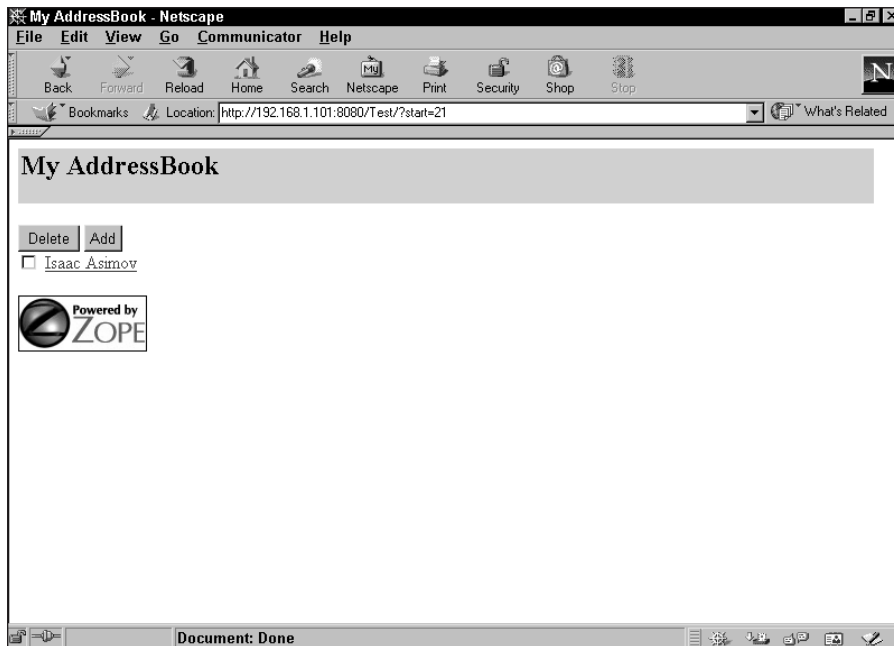 My AddressBook - Netscape
File Edit View Go Communicator Help
My
N
Back Forward Reload Home Search Netscape Print Security Shop Stop
Bookmarks Location: http://192.168.1.101:8080/Test/?start=21 What's Related
My AddressBook
Delete Add
Isaac Asimov
Powered by
ZOPE
Document: Done